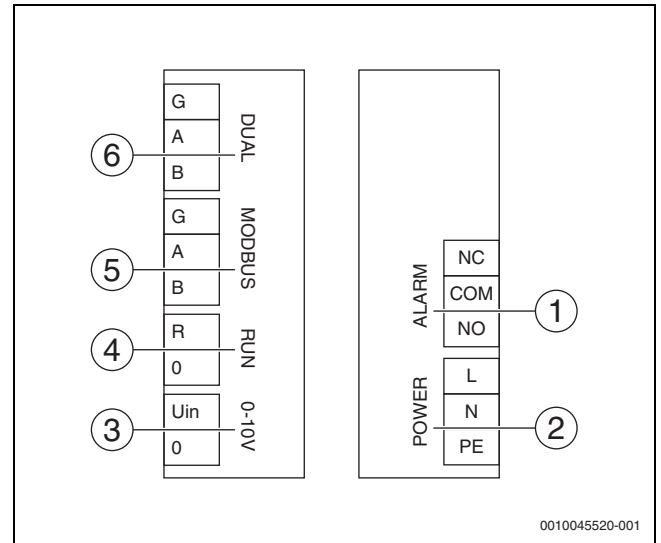 G
A
B
DUAL
6
G
A
B
MODBUS
5
R
0
RUN
4
Uin
0
0-10V
3
NC
COM
NO
ALARM
1
L
N
PE
POWER
2
0010045520-001